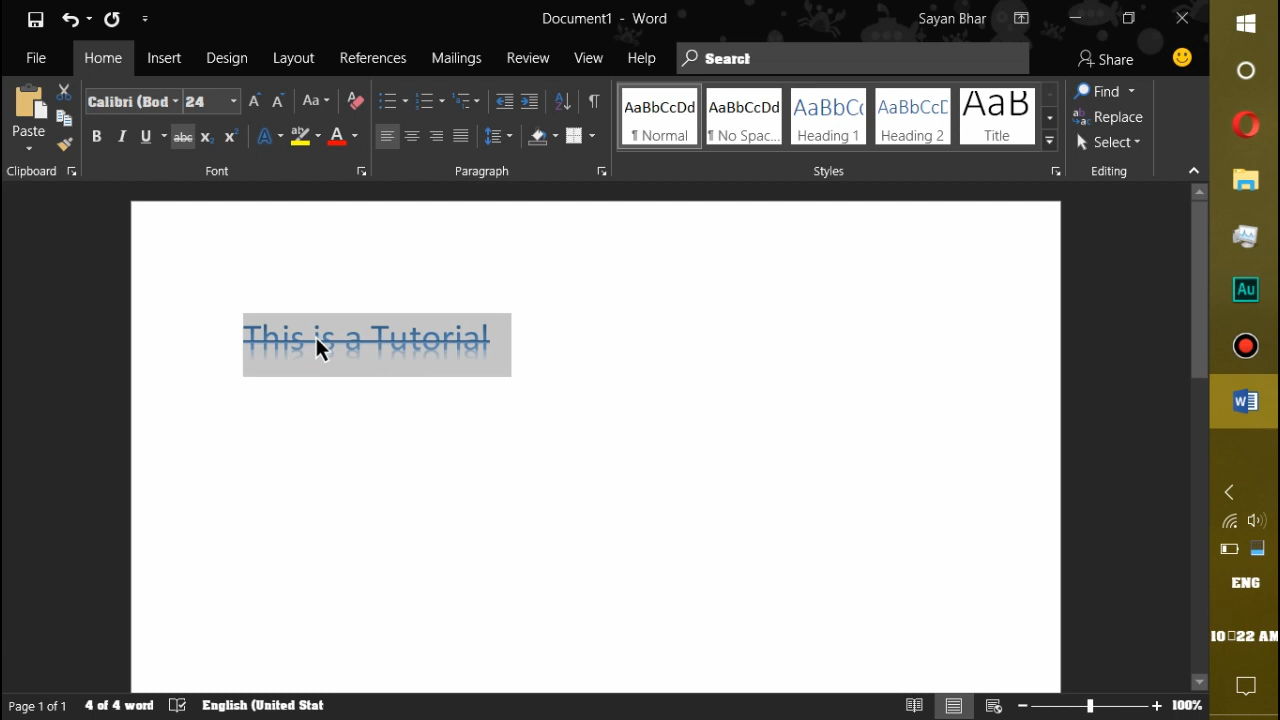 Document1 - Word
Sayan Bhar
File Home Insert Design Layout References Mailings Review View Help Search Share
Paste
Calibri (Bod 24
Clipboard Font Paragraph Styles Editing
AaBbCcDd
¶ Normal
AaBbCcDd
¶ No Spac...
AaBbC
Heading 1
AaBbCc
Heading 2
AaB
Title
Find
Replace
Select
This is a Tutorial
Page 1 of 1 4 of 4 word English (United Stat 100%
Au
ENG
10□22 AM